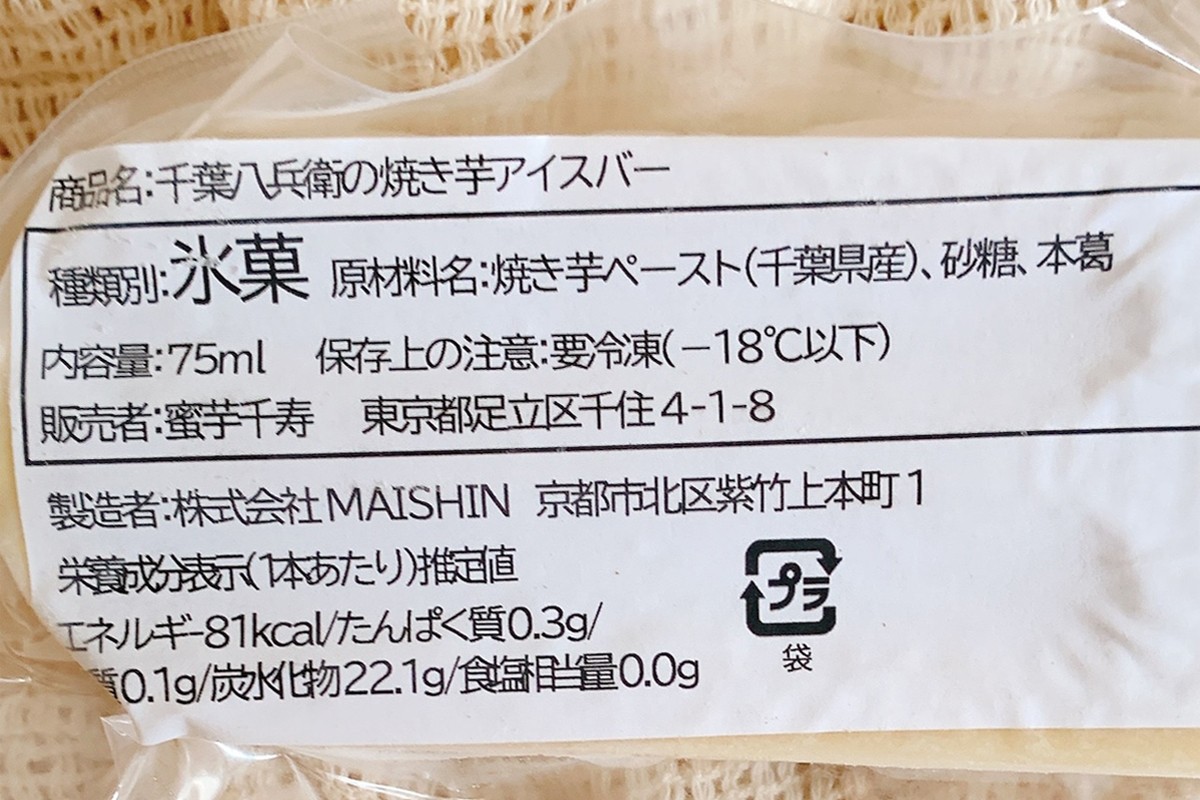 商品名:千葉八兵衛の焼き芋アイスバー
種類別:氷菓 原材料名:焼き芋ペースト(千葉県産)、砂糖、本葛
内容量:75ml 保存上の注意:要冷凍(-18℃以下)
販売者:蜜芋千寿 東京都足立区千住4-1-8
製造者:株式会社MAISHIN 京都市北区紫竹上本町1
栄養成分表示(1本あたり)推定値
エネルギー81kcal/たんぱく質0.3g/
質0.1g/炭水化物22.1g/食塩相当量0.0g
プラ
袋